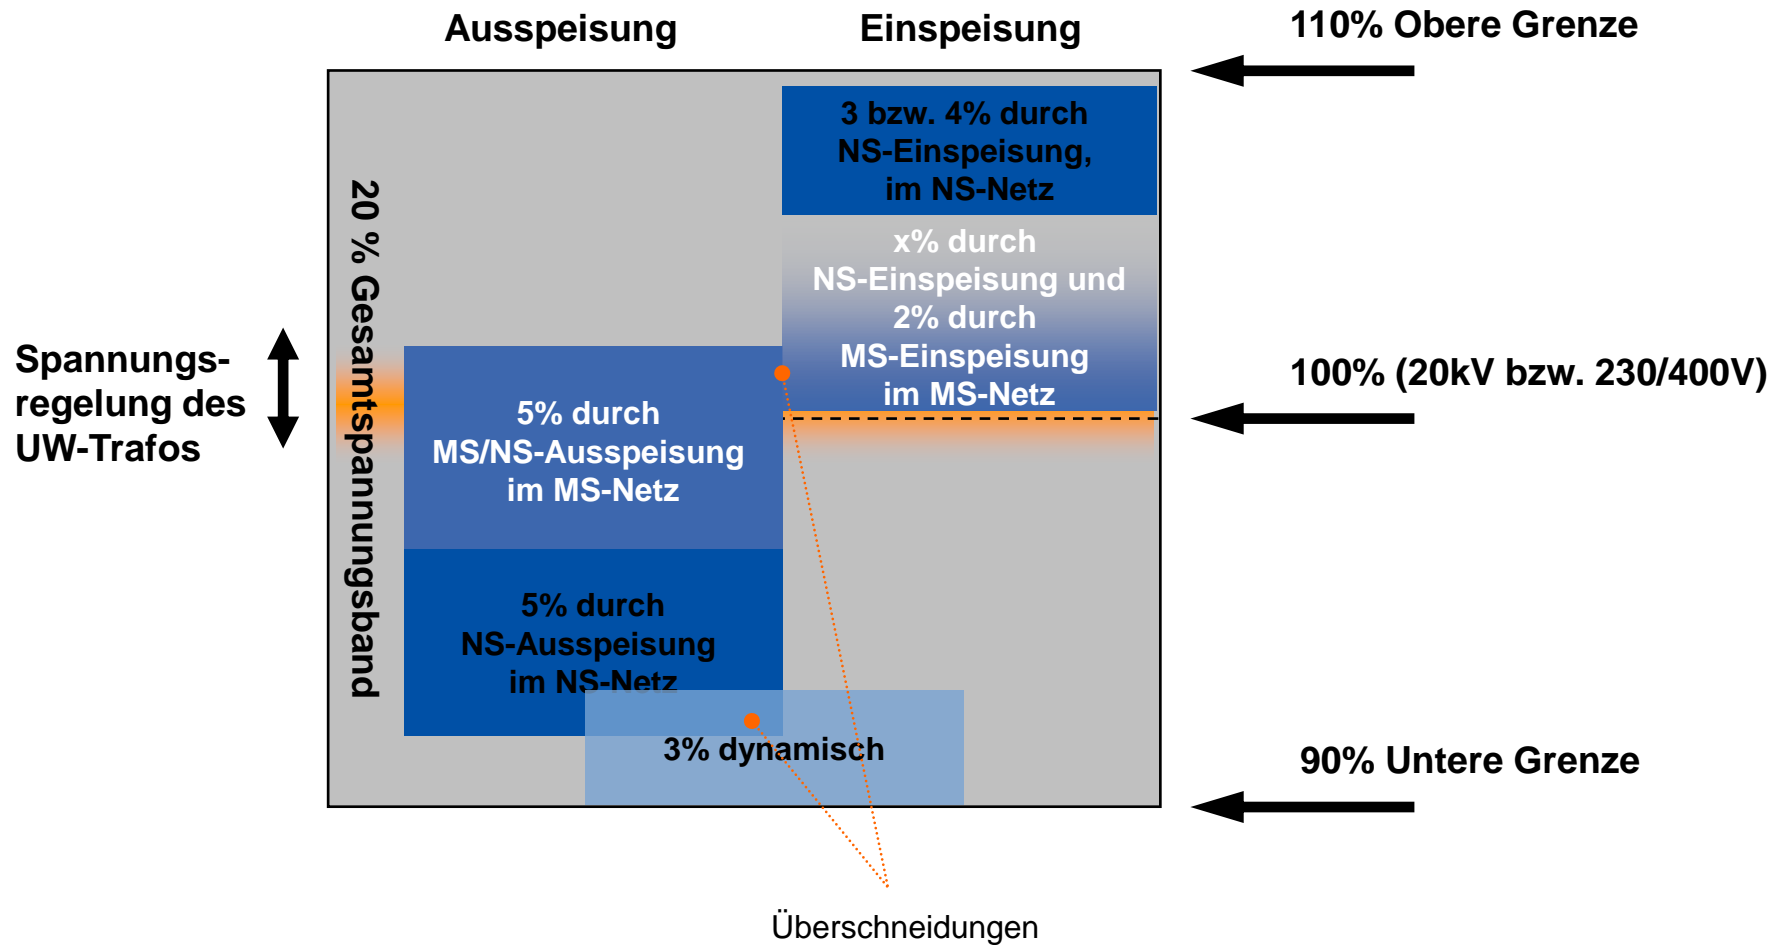 Ausspeisung
Einspeisung
110% Obere Grenze
3 bzw. 4% durch
NS-Einspeisung,
im NS-Netz
20 % Gesamtspannungsband
x% durch
NS-Einspeisung und
2% durch
MS-Einspeisung
im MS-Netz
Spannungs-
regelung des
UW-Trafos
100% (20kV bzw. 230/400V)
5% durch
MS/NS-Ausspeisung
im MS-Netz
5% durch
NS-Ausspeisung
im NS-Netz
3% dynamisch
90% Untere Grenze
Überschneidungen